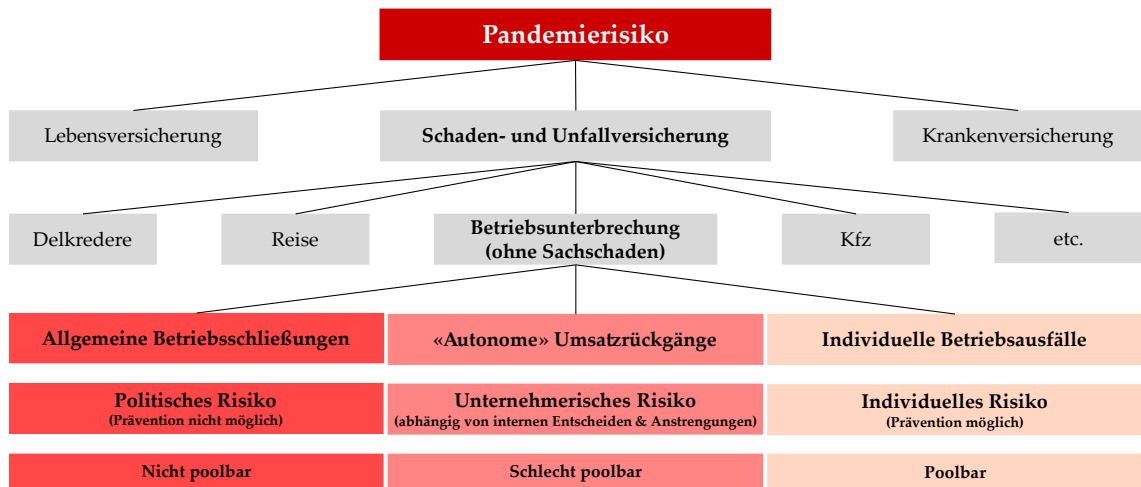 Pandemierisiko
Lebensversicherung
Schaden- und Unfallversicherung
Krankenversicherung
Delkredere
Reise
Betriebsunterbrechung
(ohne Sachschaden)
Kfz
etc.
Allgemeine Betriebsschließungen
«Autonome» Umsatzrückgänge
Individuelle Betriebsausfälle
Politisches Risiko
(Prävention nicht möglich)
Unternehmerisches Risiko
(abhängig von internen Entscheiden & Anstrengungen)
Individuelles Risiko
(Prävention möglich)
Nicht poolbar
Schlecht poolbar
Poolbar